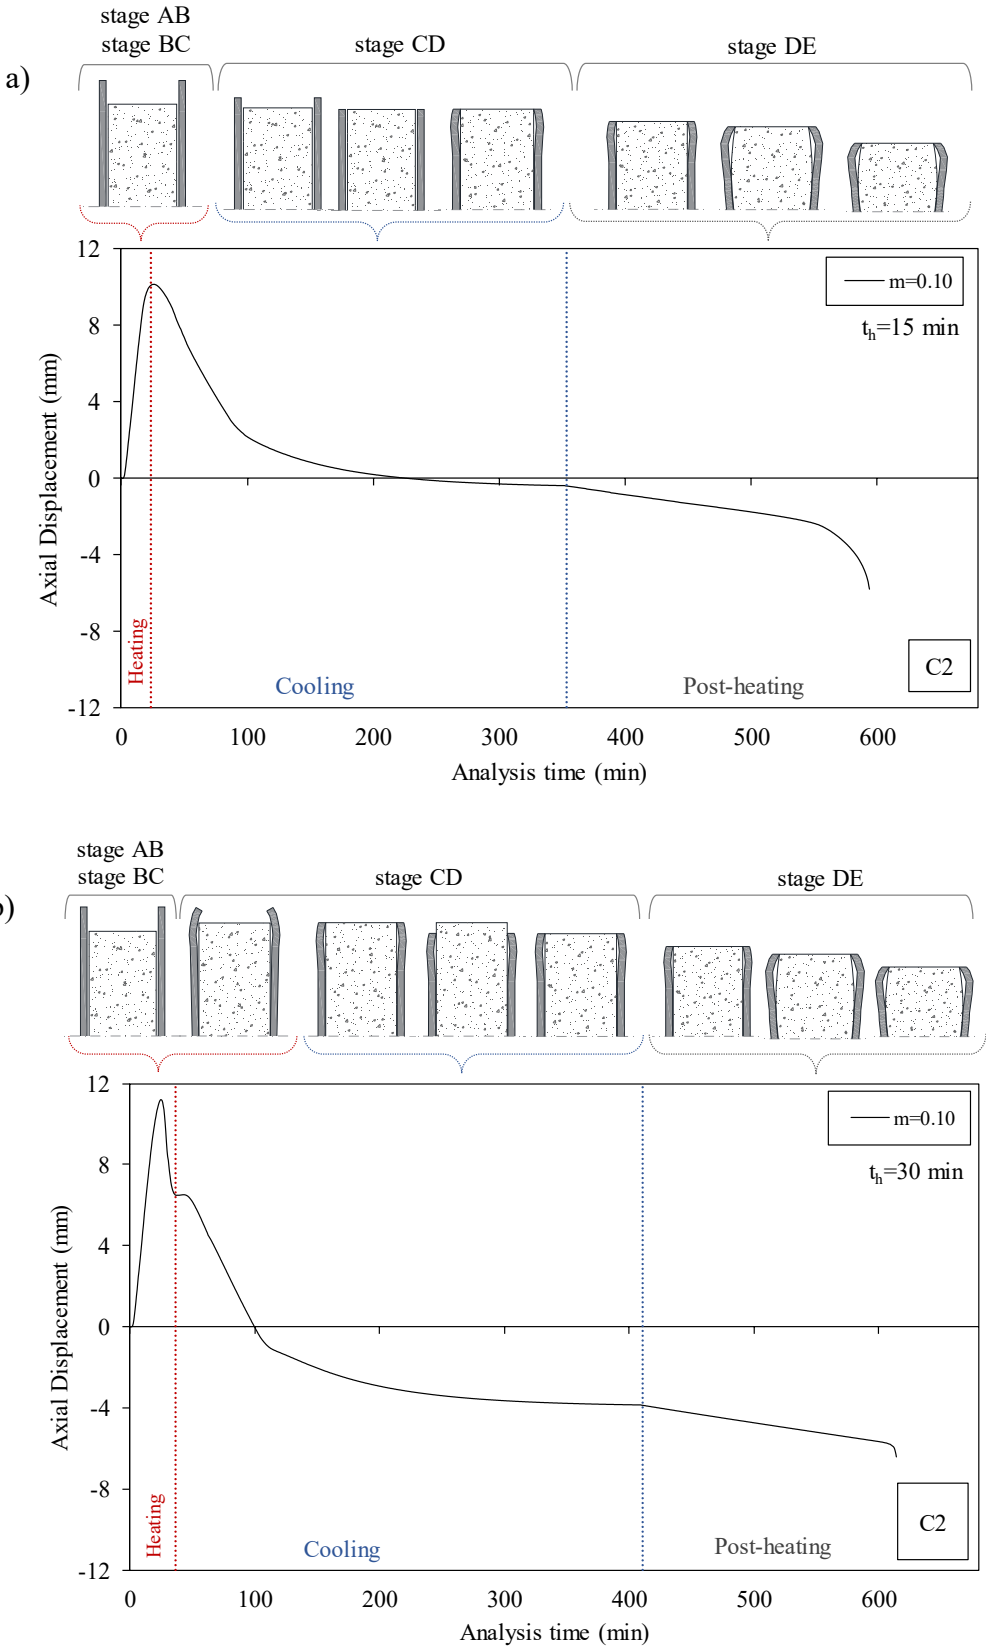 stage AB
stage BC
stage CD
stage DE
a)
12
8
4
0
-4
-8
-12
Axial Displacement (mm)
m=0.10
th=15 min
Heating
Cooling
Post-heating
C2
0 100 200 300 400 500 600
Analysis time (min)
stage AB
stage BC
stage CD
stage DE
12
8
4
0
-4
-8
-12
Axial Displacement (mm)
m=0.10
th=30 min
Heating
Cooling
Post-heating
C2
0 100 200 300 400 500 600
Analysis time (min)